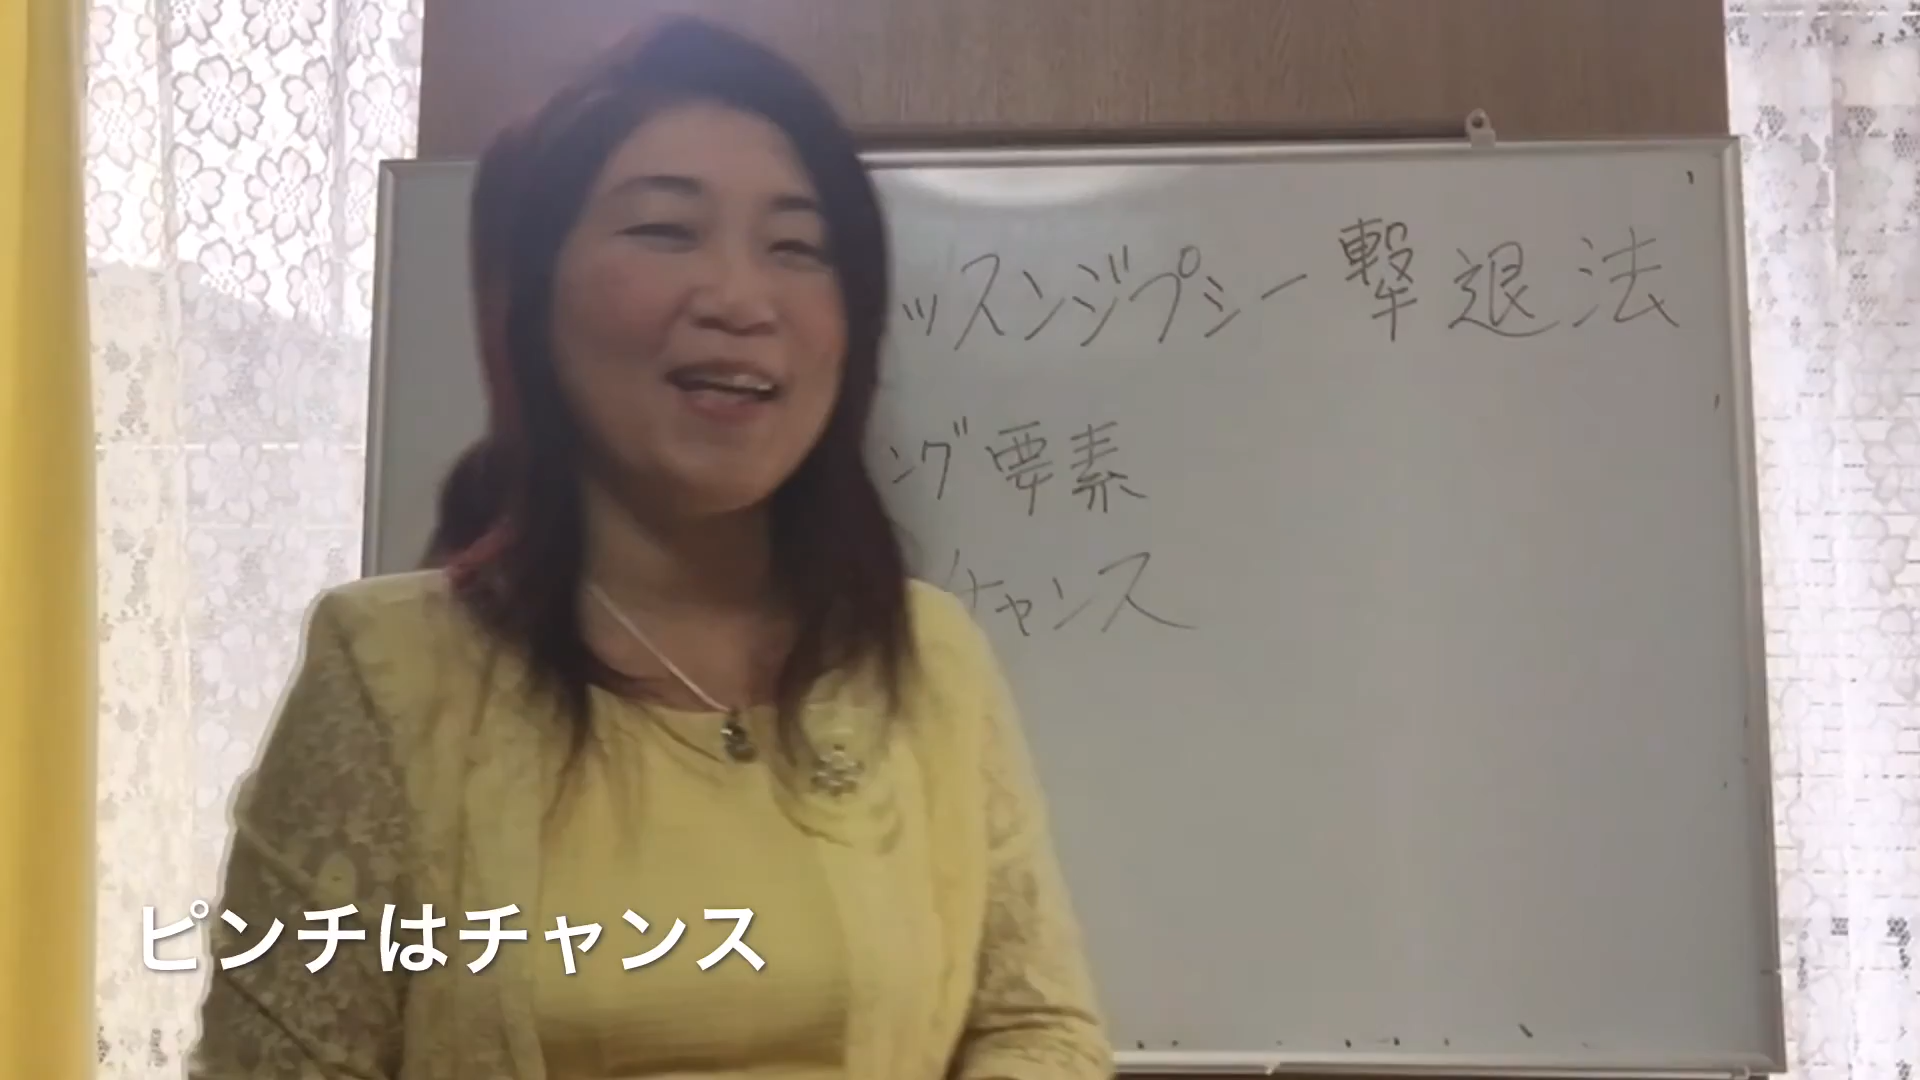 ッスンジプシー撃退法
ング要素
チャンス
ピンチはチャンス